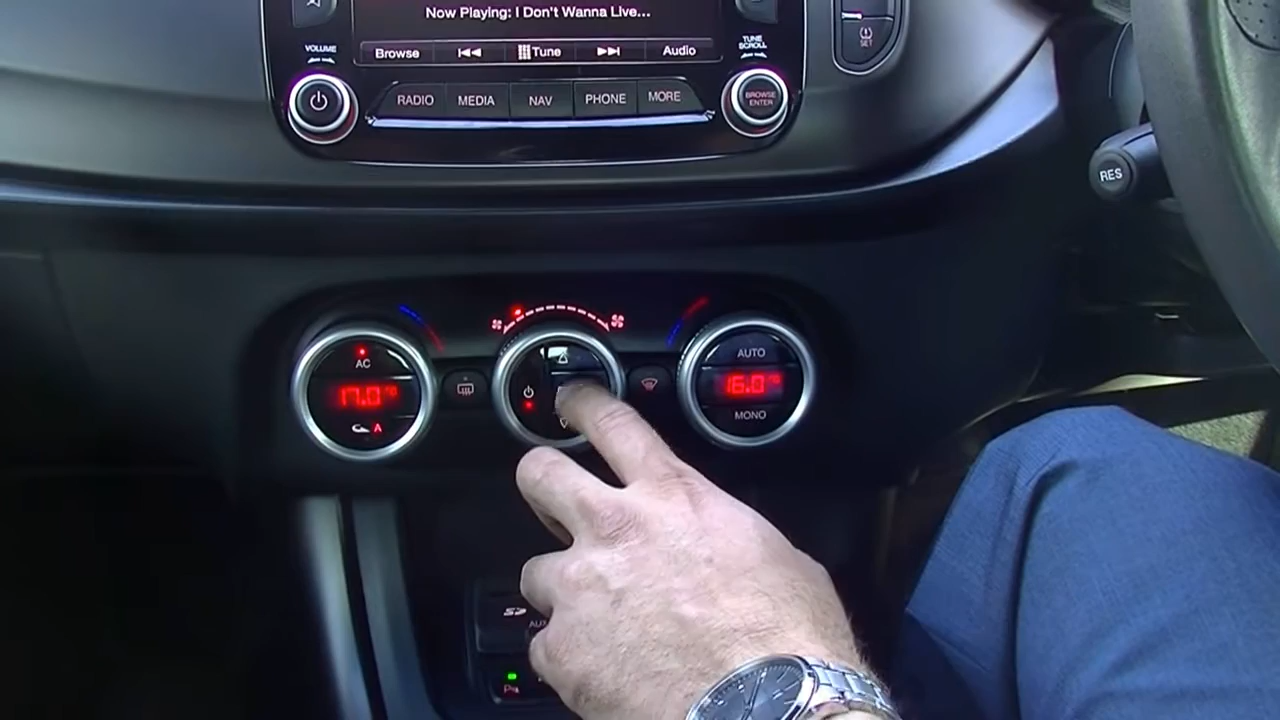 Now Playing: I Don't Wanna Live...
VOLUME
TUNE
SCROLL
SET
Browse
Tune
Audio
RADIO
MEDIA
NAV
PHONE
MORE
BROWSE
ENTER
RES
AC
17.0
A
AUTO
16.0
MONO
AUX